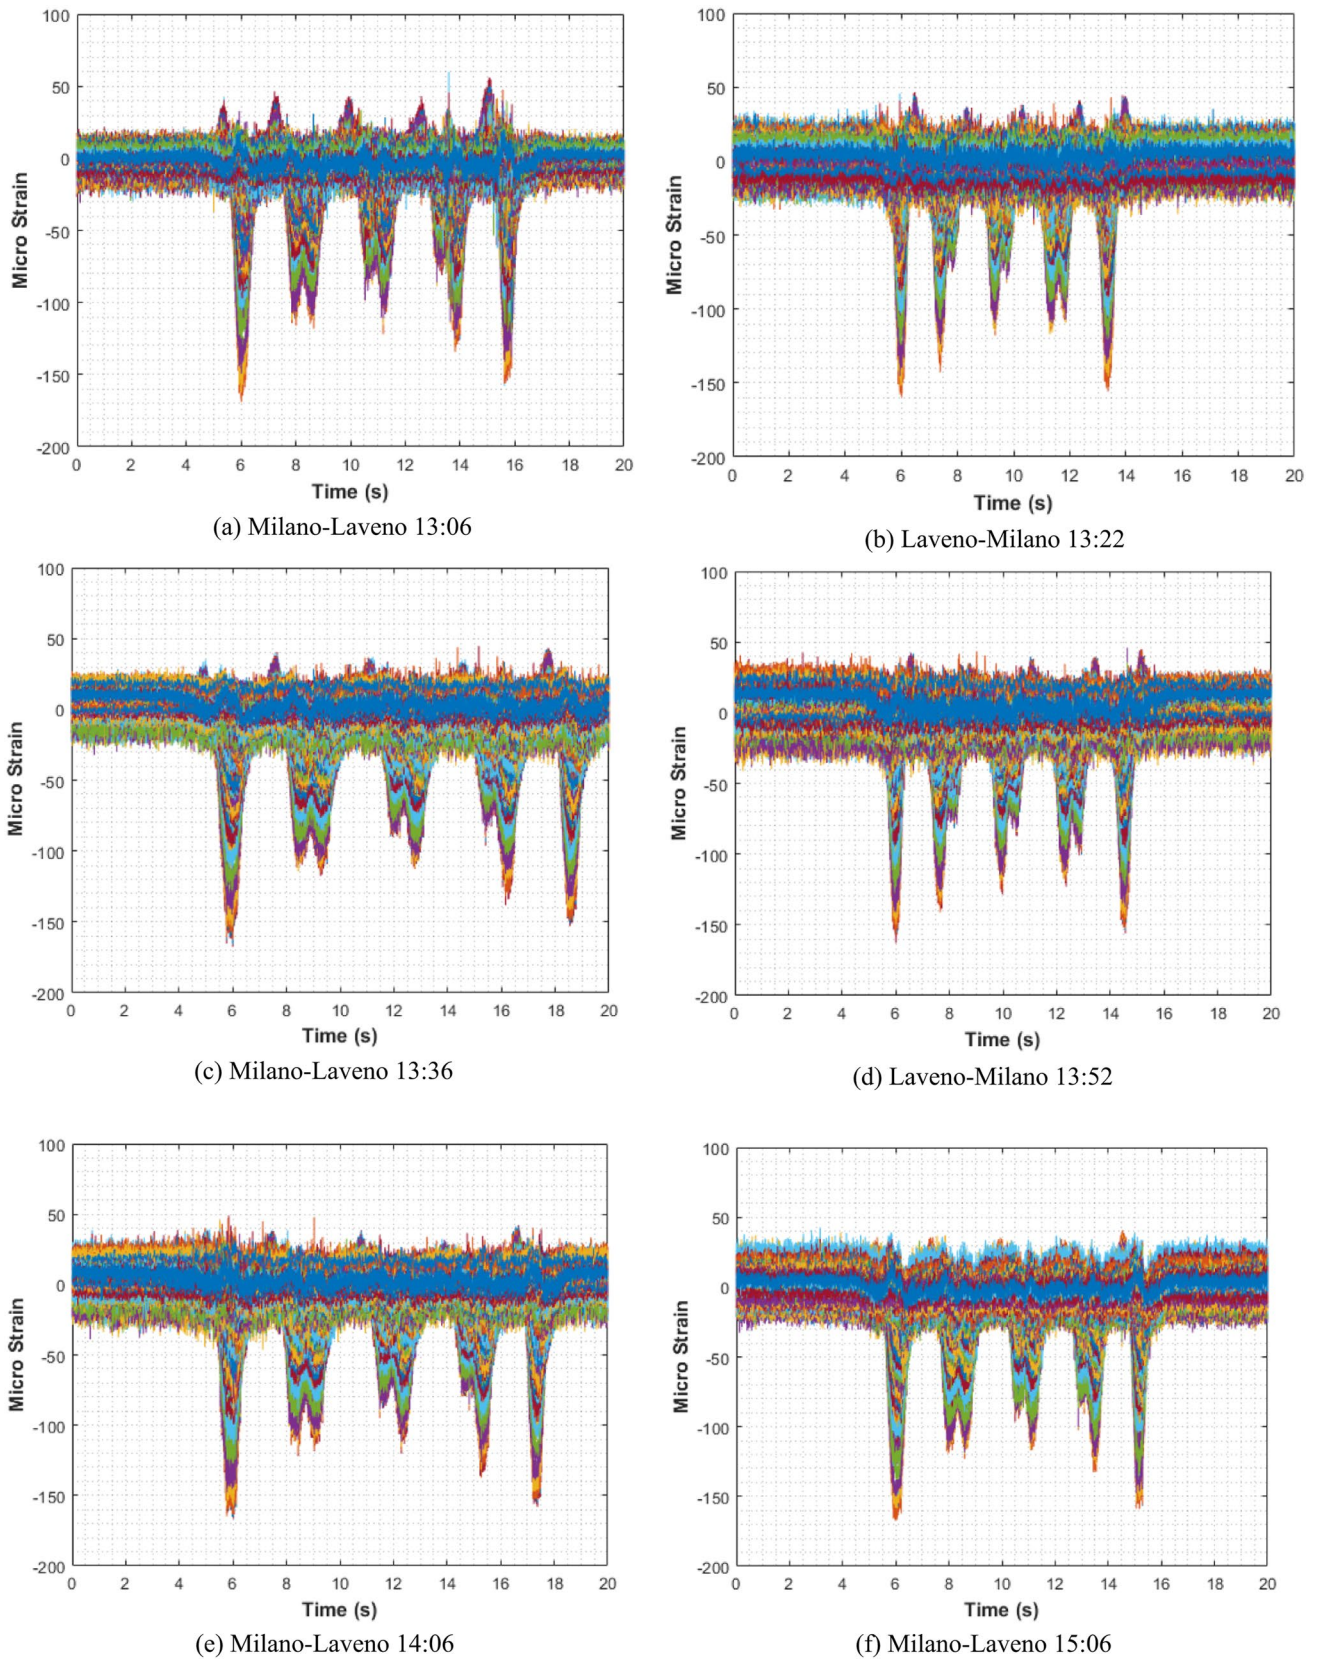 100
50
0
-50
-100
-150
-200
Micro Strain
0 2 4 6 8 10 12 14 16 18 20
Time (s)
(a) Milano-Laveno 13:06
100
50
0
-50
-100
-150
-200
Micro Strain
0 2 4 6 8 10 12 14 16 18 20
Time (s)
(b) Laveno-Milano 13:22
100
50
0
-50
-100
-150
-200
Micro Strain
0 2 4 6 8 10 12 14 16 18 20
Time (s)
(c) Milano-Laveno 13:36
100
50
0
-50
-100
-150
-200
Micro Strain
0 2 4 6 8 10 12 14 16 18 20
Time (s)
(d) Laveno-Milano 13:52
100
50
0
-50
-100
-150
-200
Micro Strain
0 2 4 6 8 10 12 14 16 18 20
Time (s)
(e) Milano-Laveno 14:06
100
50
0
-50
-100
-150
-200
Micro Strain
0 2 4 6 8 10 12 14 16 18 20
Time (s)
(f) Milano-Laveno 15:06